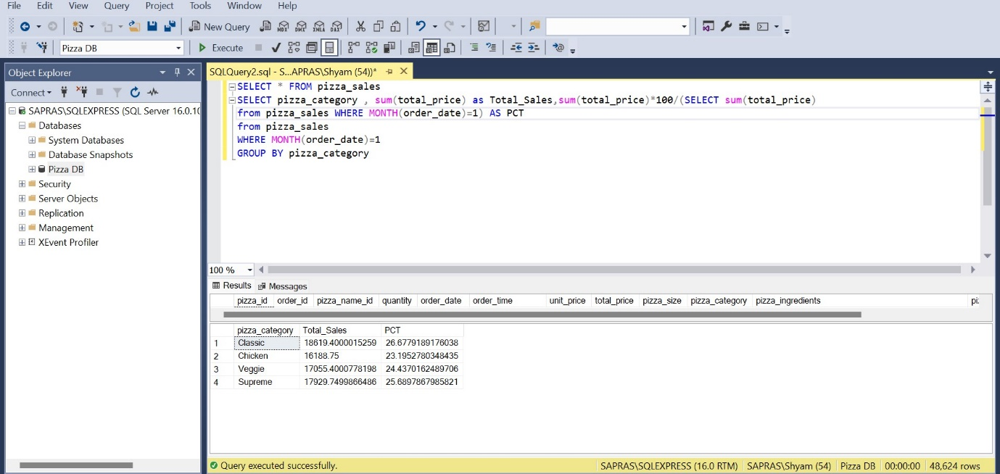 File Edit View Query Project Tools Window Help
New Query MDX DMX XMLA DAX
Pizza DB Execute
Object Explorer
SQLQuery2.sql - S...APRAS\Shyam (54))*
Connect
SAPRAS\SQLEXPRESS (SQL Server 16.0.10
Databases
System Databases
Database Snapshots
Pizza DB
Security
Server Objects
Replication
Management
XEvent Profiler
SELECT * FROM pizza_sales
SELECT pizza_category , sum(total_price) as Total_Sales,sum(total_price)*100/(SELECT sum(total_price)
from pizza_sales WHERE MONTH(order_date)=1) AS PCT
from pizza_sales
WHERE MONTH(order_date)=1
GROUP BY pizza_category
100 %
Results Messages
pizza_id order_id pizza_name_id quantity order_date order_time unit_price total_price pizza_size pizza_category pizza_ingredients piz
pizza_category Total_Sales PCT
1 Classic 18619.4000015259 26.6779189176038
2 Chicken 16188.75 23.1952780348435
3 Veggie 17055.4000778198 24.4370162489706
4 Supreme 17929.7499866486 25.6897867985821
Query executed successfully. SAPRAS\SQLEXPRESS (16.0 RTM) SAPRAS\Shyam (54) Pizza DB 00:00:00 48,624 rows